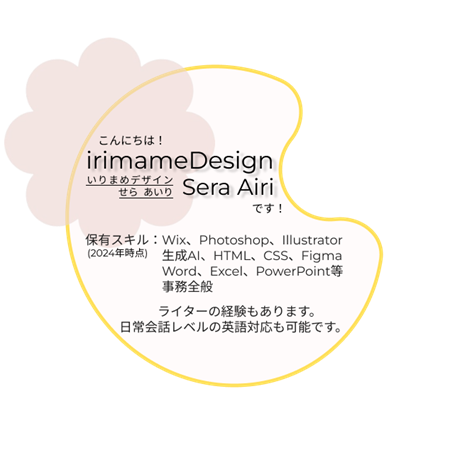 こんにちは！
irimameDesign
いりまめデザイン Sera Airi
せら あいり
です！
保有スキル：Wix、Photoshop、Illustrator
(2024年時点) 生成AI、HTML、CSS、Figma
Word、Excel、PowerPoint等
事務全般
ライターの経験もあります。
日常会話レベルの英語対応も可能です。